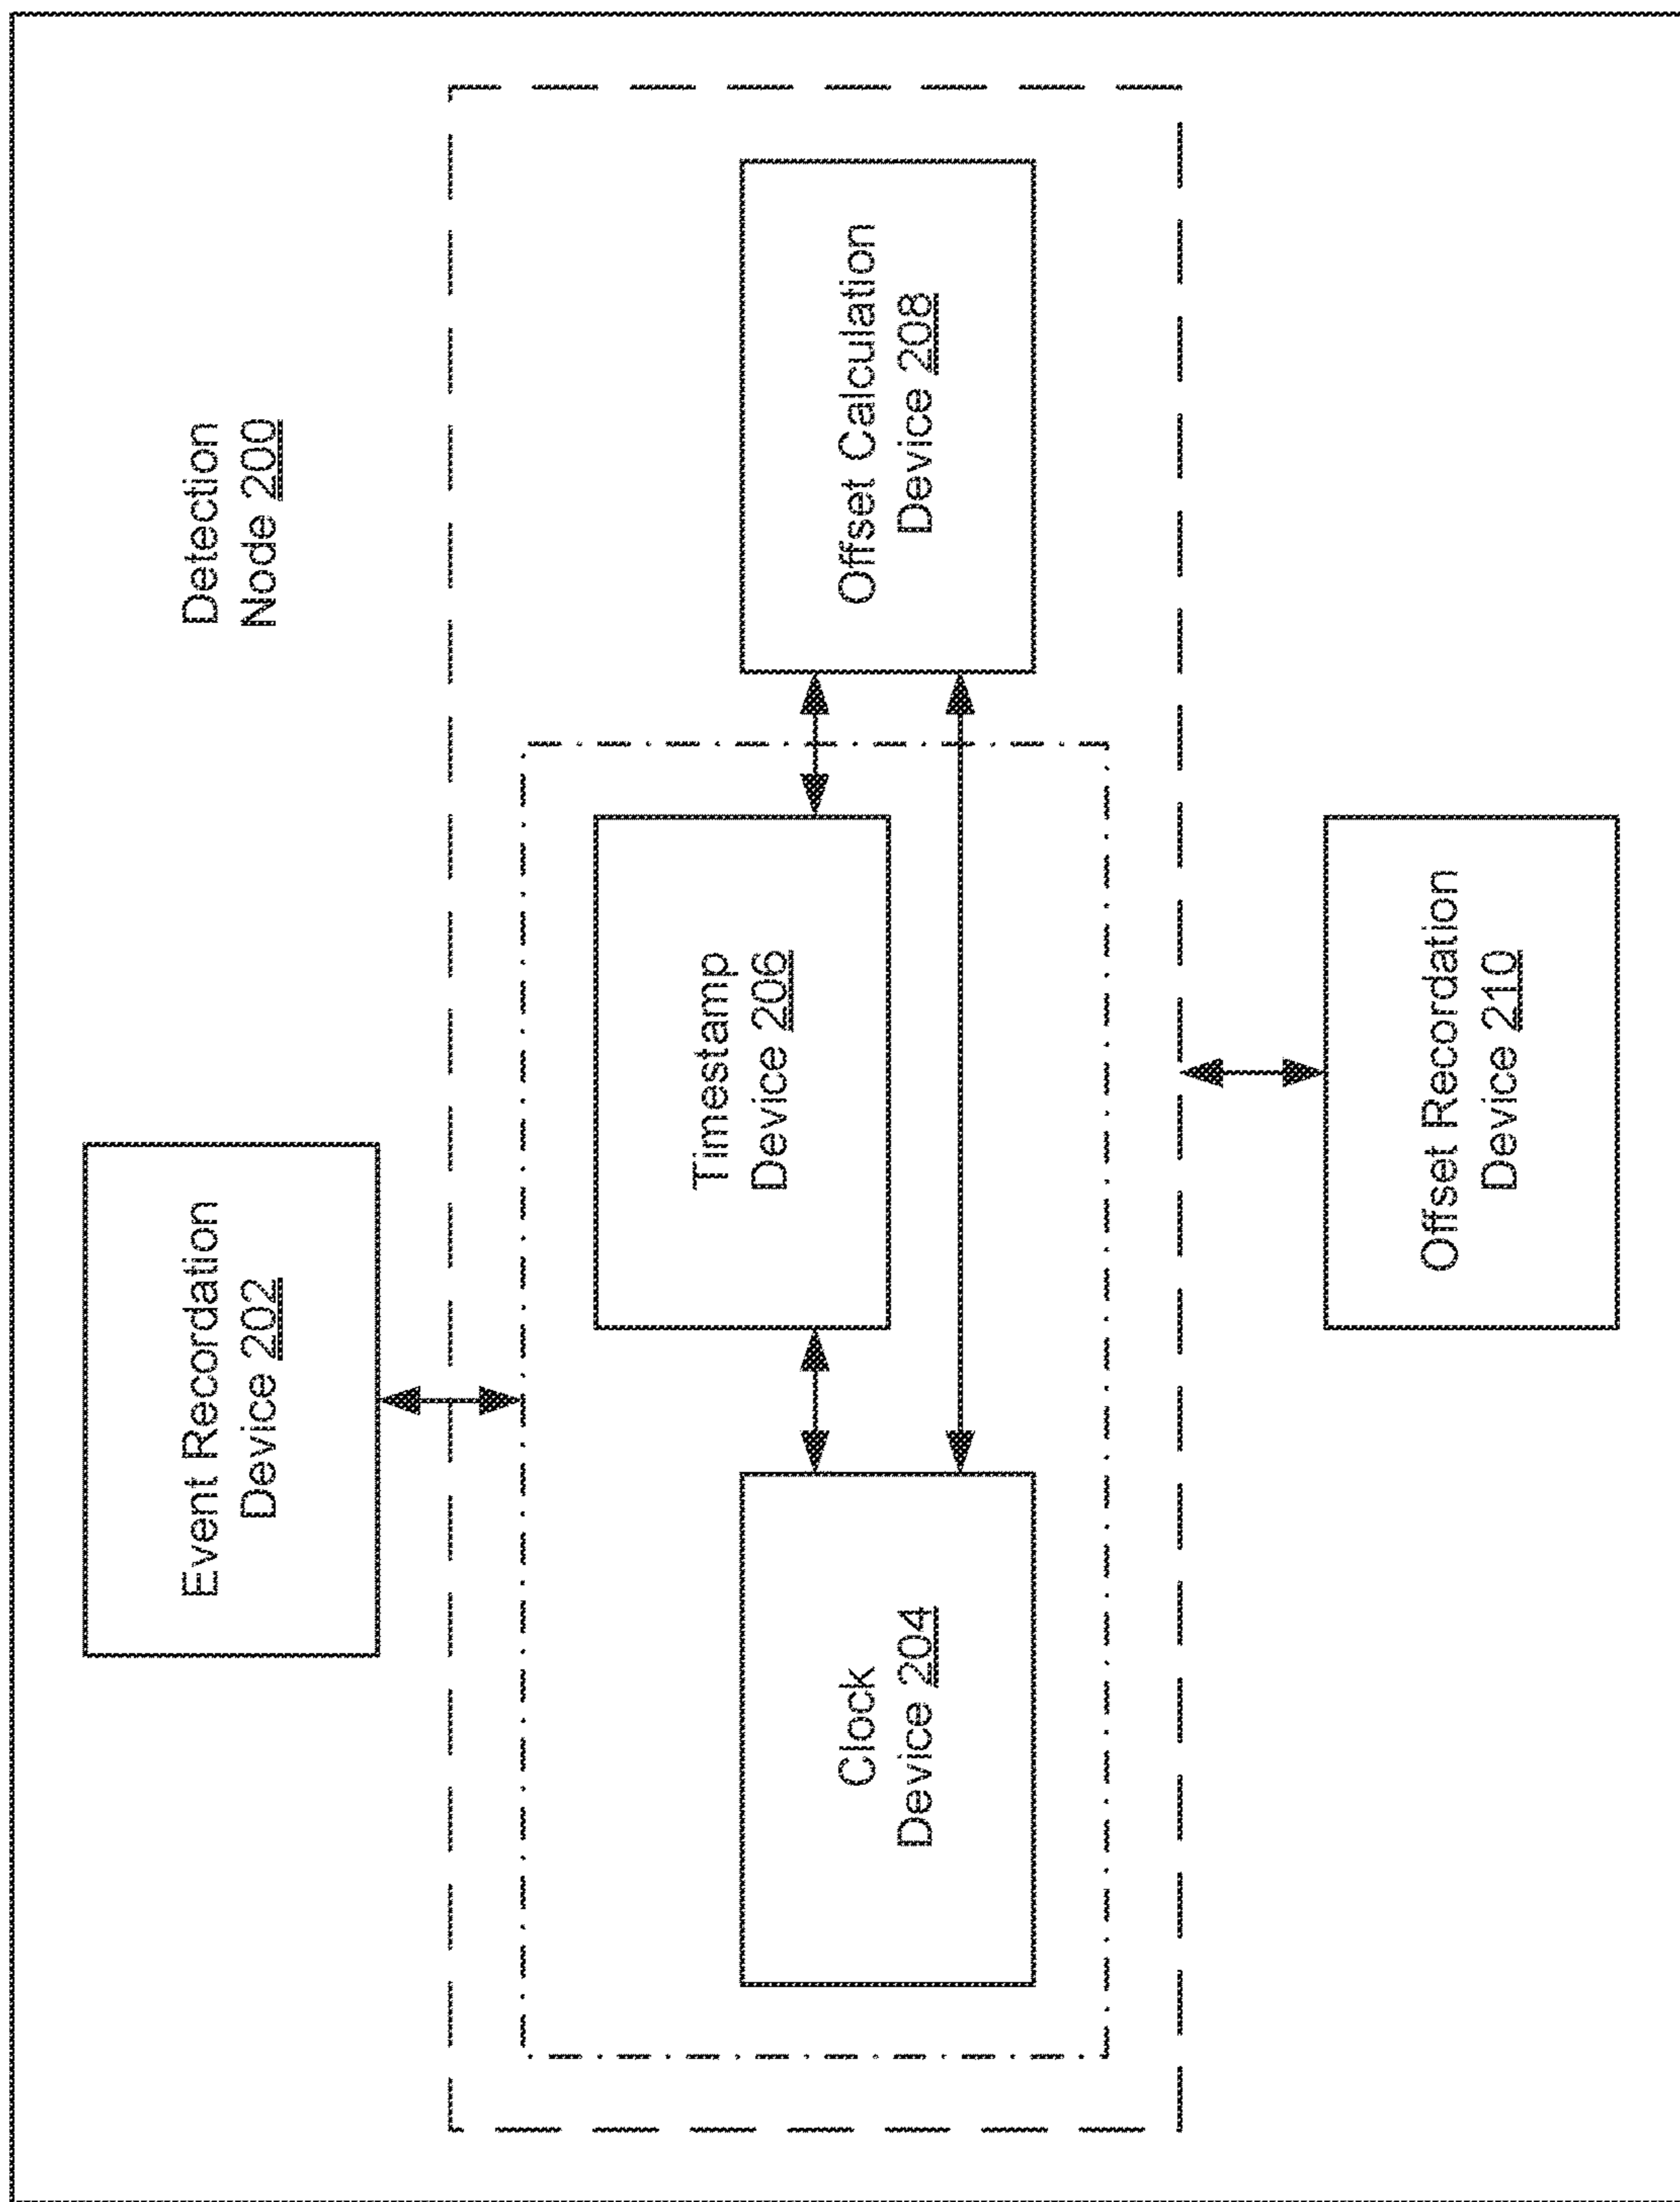 Event Recordation
Device 202
Detection
Node 200
Clock
Device 204
Timestamp
Device 206
Offset Calculation
Device 208
Offset Recordation
Device 210